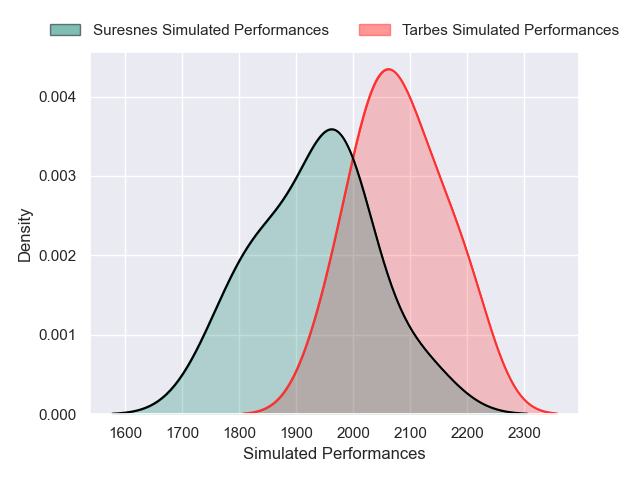 Suresnes Simulated Performances Tarbes Simulated Performances
0.004
0.003
0.002
0.001
0.000
Density
1600 1700 1800 1900 2000 2100 2200 2300
Simulated Performances